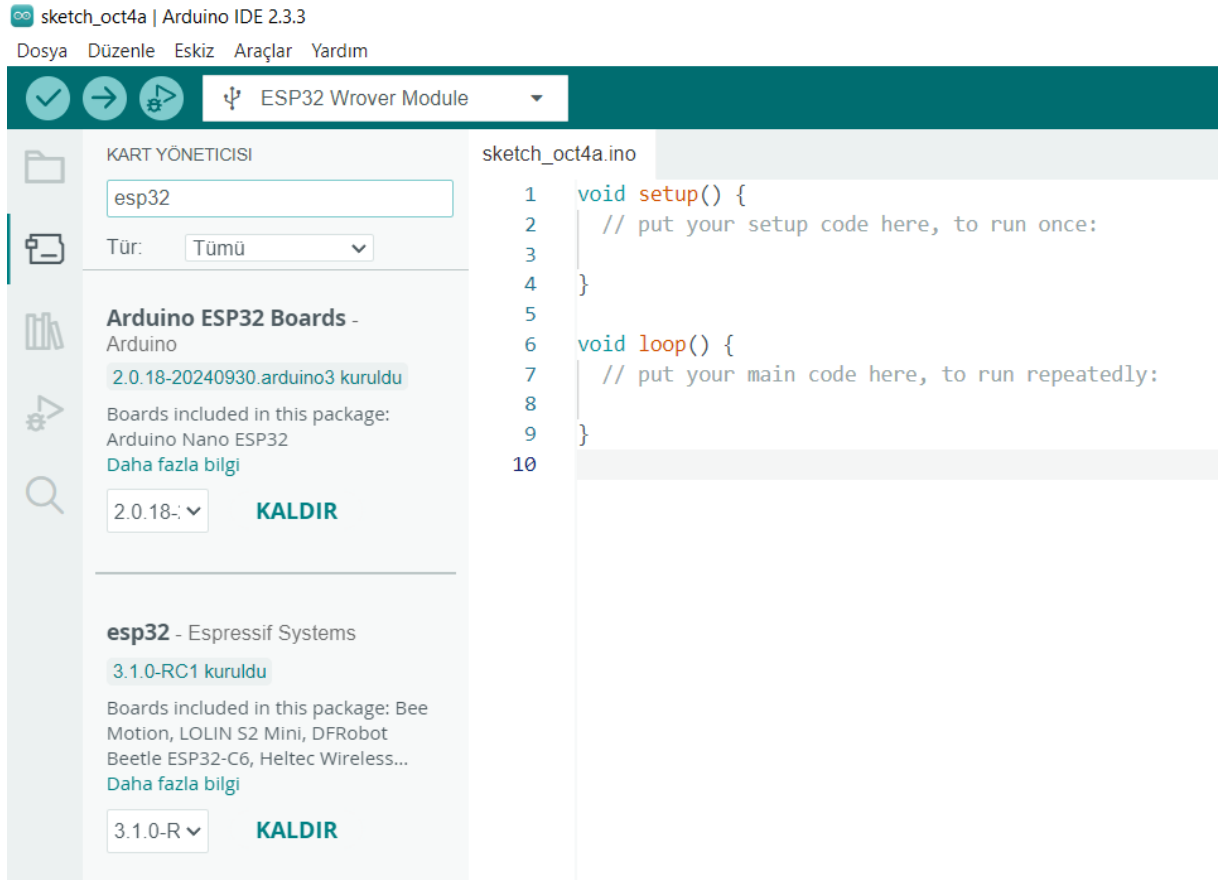 sketch_oct4a | Arduino IDE 2.3.3
Dosya Düzenle Eskiz Araçlar Yardım
ESP32 Wrover Module
KART YÖNETICISI
esp32
Tür: Tümü
Arduino ESP32 Boards -
Arduino
2.0.18-20240930.arduino3 kuruldu
Boards included in this package:
Arduino Nano ESP32
Daha fazla bilgi
2.0.18-: KALDIR
esp32 - Espressif Systems
3.1.0-RC1 kuruldu
Boards included in this package: Bee
Motion, LOLIN S2 Mini, DFRobot
Beetle ESP32-C6, Heltec Wireless...
Daha fazla bilgi
3.1.0-R KALDIR
sketch_oct4a.ino
1 void setup() {
2 // put your setup code here, to run once:
3
4 }
5
6 void loop() {
7 // put your main code here, to run repeatedly:
8
9 }
10